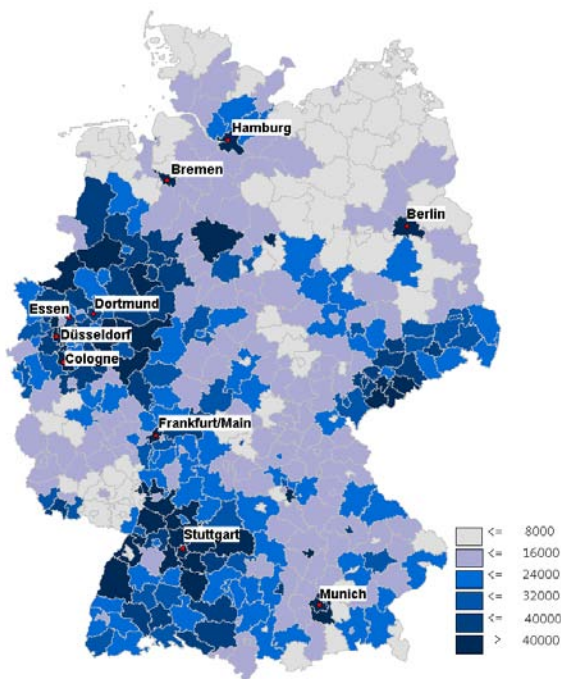 Hamburg
Bremen
Berlin
Essen
Dortmund
Düsseldorf
Cologne
Frankfurt/Main
Stuttgart
Munich
<= 8000
<= 16000
<= 24000
<= 32000
<= 40000
> 40000